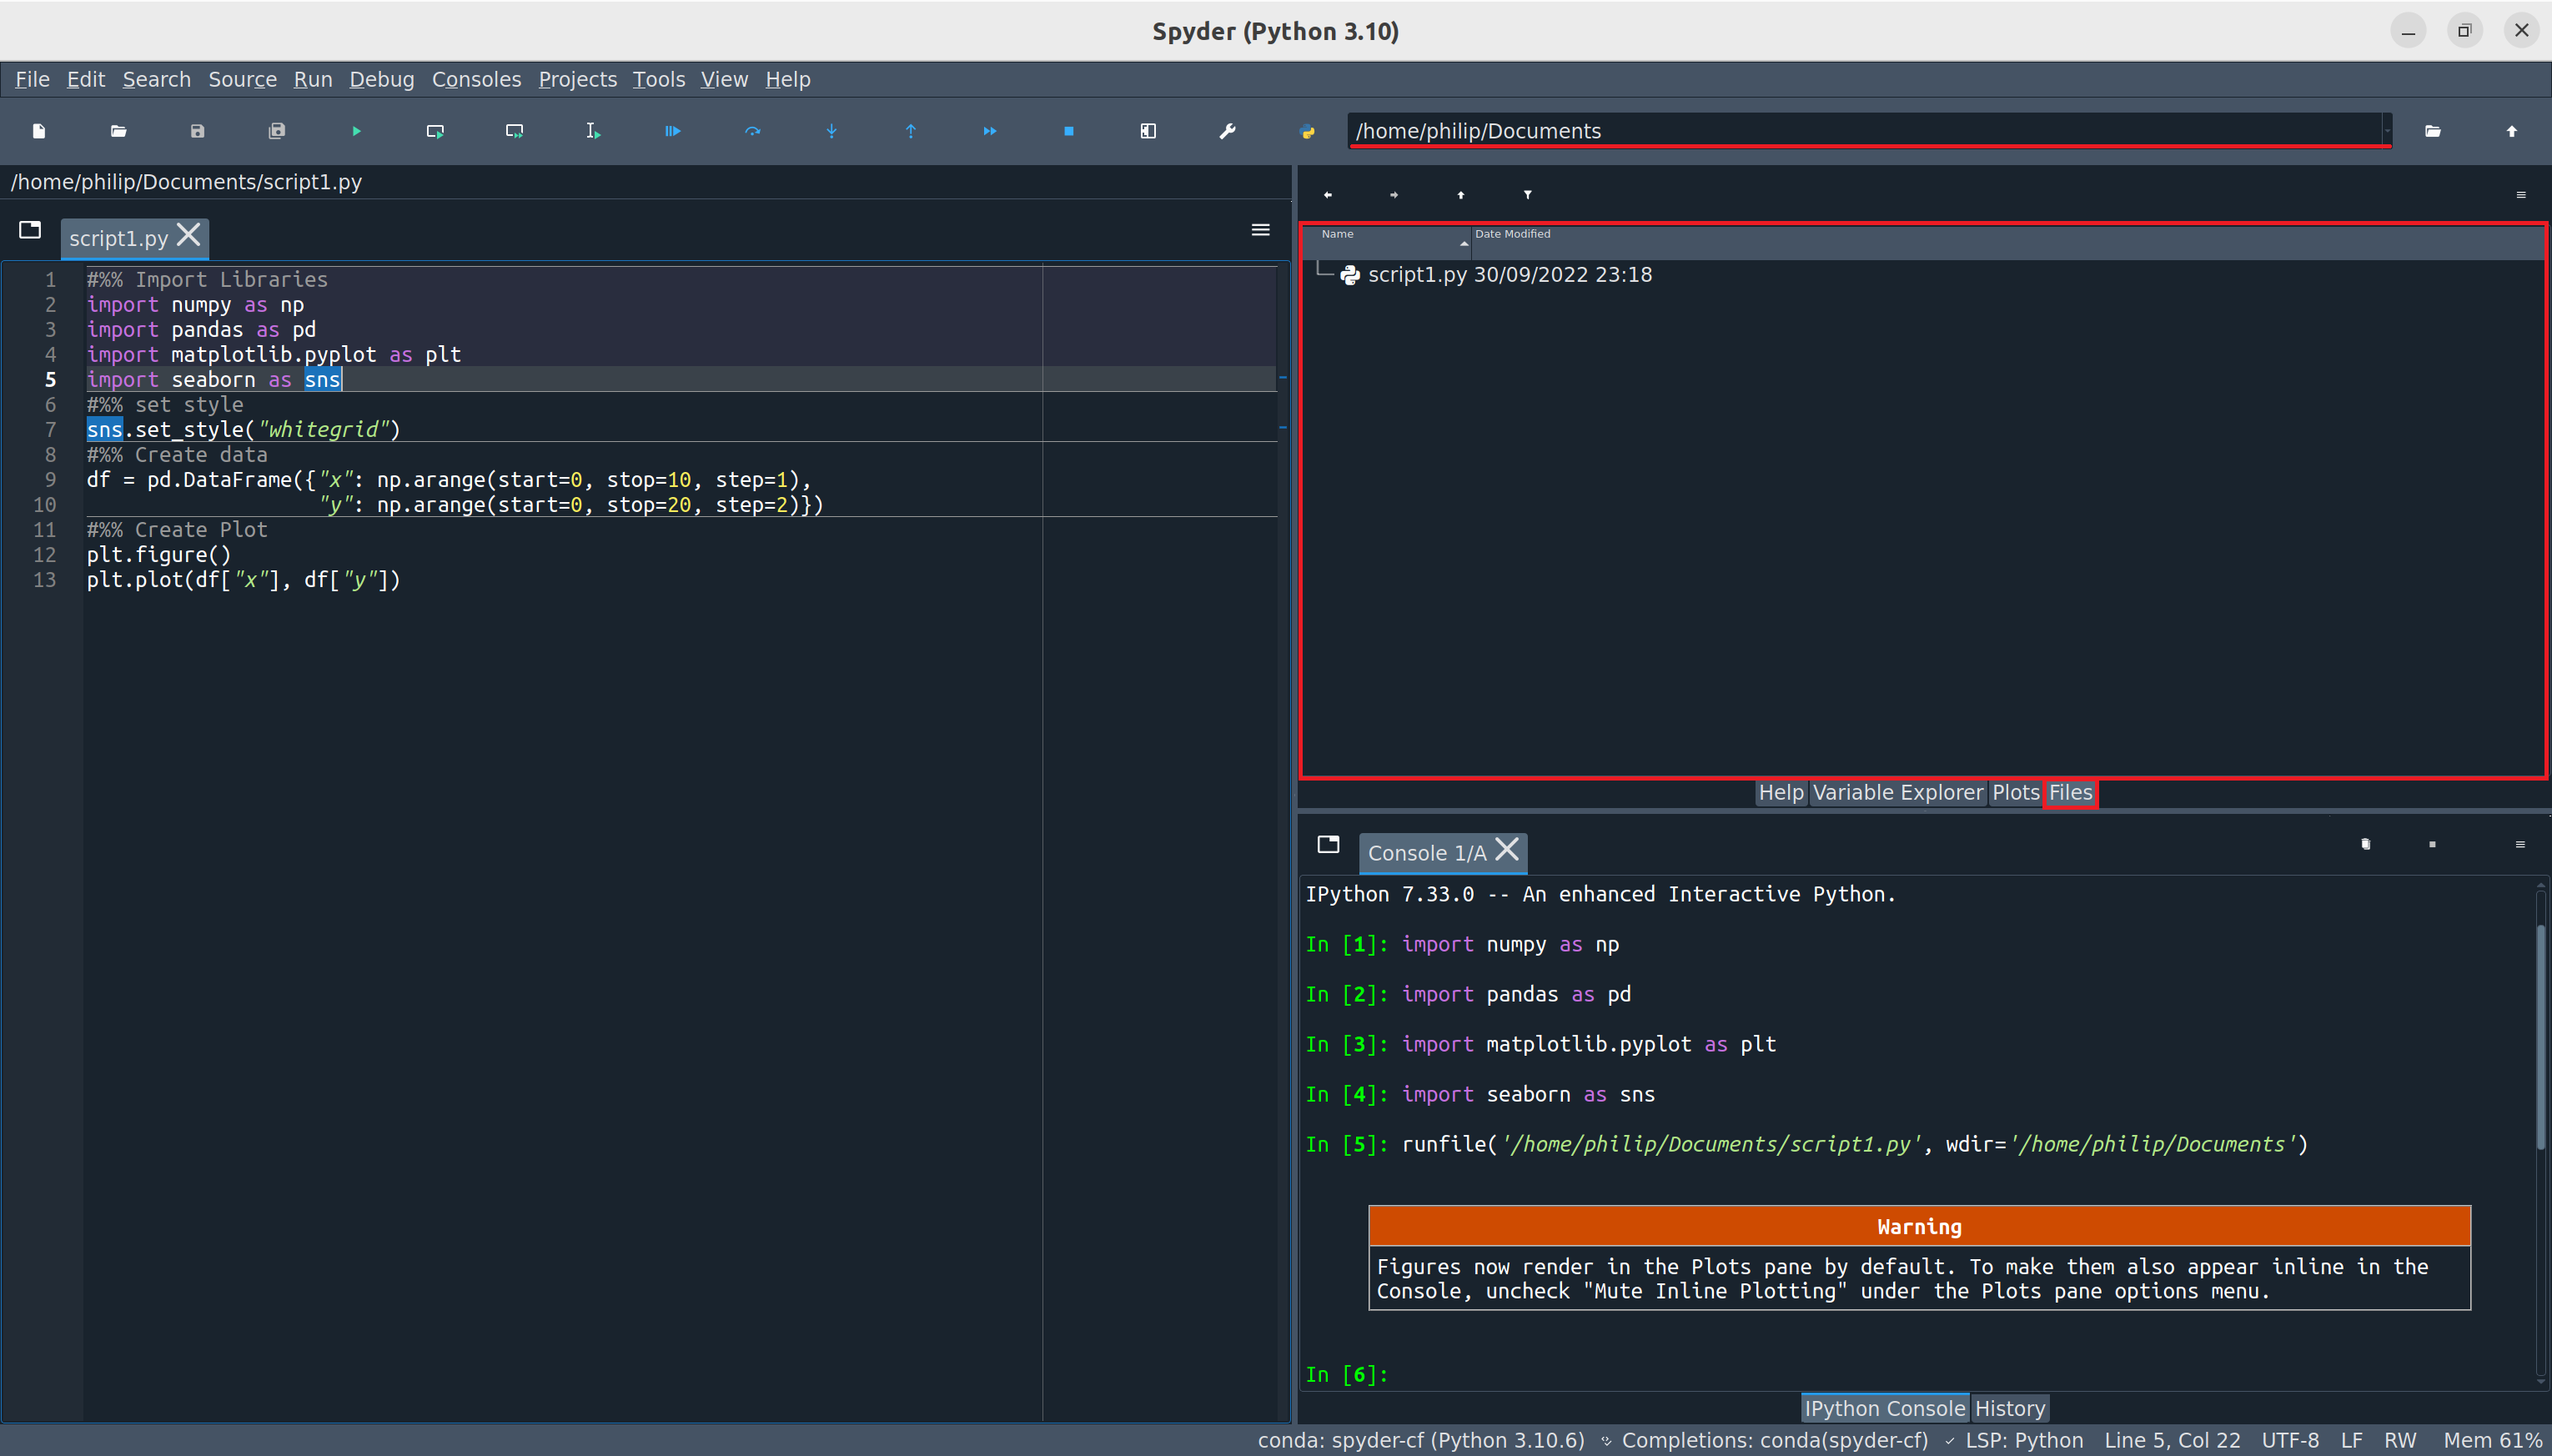 Spyder (Python 3.10)
File Edit Search Source Run Debug Consoles Projects Tools View Help
/home/philip/Documents
/home/philip/Documents/script1.py
script1.py
1 #%% Import Libraries
2 import numpy as np
3 import pandas as pd
4 import matplotlib.pyplot as plt
5 import seaborn as sns
6 #%% set style
7 sns.set_style("whitegrid")
8 #%% Create data
9 df = pd.DataFrame({"x": np.arange(start=0, stop=10, step=1),
10                    "y": np.arange(start=0, stop=20, step=2)})
11 #%% Create Plot
12 plt.figure()
13 plt.plot(df["x"], df["y"])
Name Date Modified
script1.py 30/09/2022 23:18
Help Variable Explorer Plots Files
Console 1/A
IPython 7.33.0 -- An enhanced Interactive Python.
In [1]: import numpy as np
In [2]: import pandas as pd
In [3]: import matplotlib.pyplot as plt
In [4]: import seaborn as sns
In [5]: runfile('/home/philip/Documents/script1.py', wdir='/home/philip/Documents')
Warning
Figures now render in the Plots pane by default. To make them also appear inline in the
Console, uncheck "Mute Inline Plotting" under the Plots pane options menu.
In [6]:
IPython Console History
conda: spyder-cf (Python 3.10.6) Completions: conda(spyder-cf) LSP: Python Line 5, Col 22 UTF-8 LF RW Mem 61%